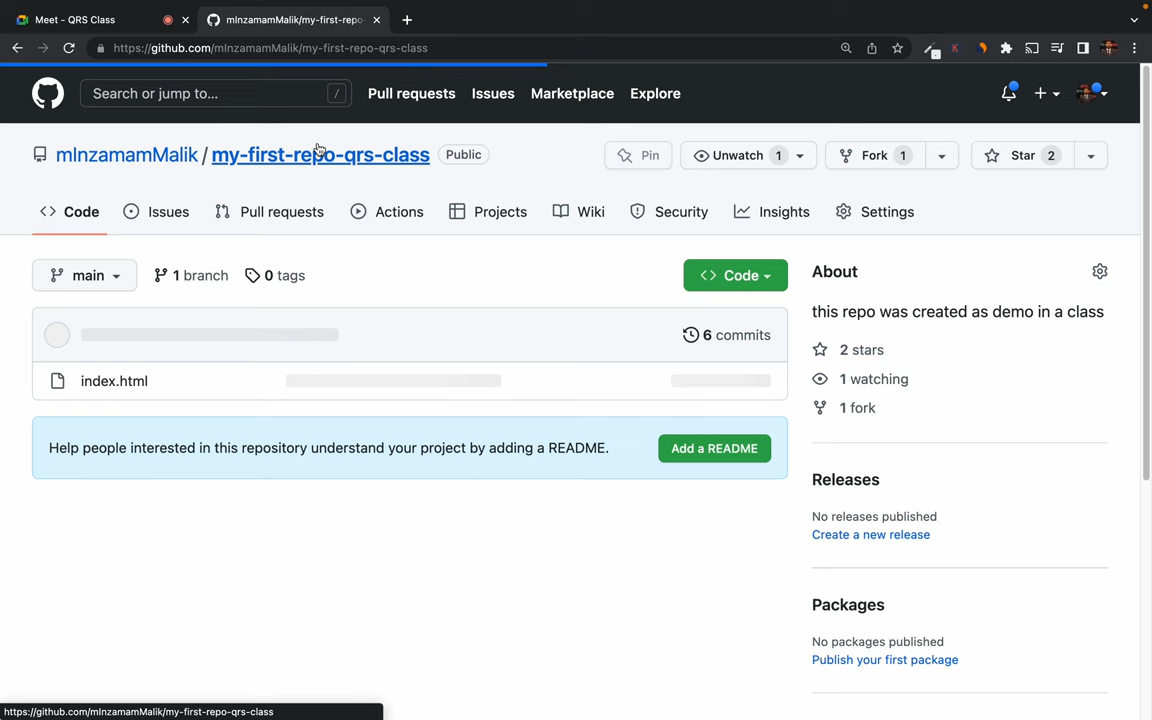 Meet - QRS Class
mInzamamMalik/my-first-repo-
https://github.com/mInzamamMalik/my-first-repo-qrs-class
Search or jump to...
/
Pull requests
Issues
Marketplace
Explore
mInzamamMalik / my-first-repo-qrs-class
Public
Pin
Unwatch 1
Fork 1
Star 2
Code
Issues
Pull requests
Actions
Projects
Wiki
Security
Insights
Settings
main
1 branch
0 tags
Code
6 commits
index.html
Help people interested in this repository understand your project by adding a README.
Add a README
About
this repo was created as demo in a class
2 stars
1 watching
1 fork
Releases
No releases published
Create a new release
Packages
No packages published
Publish your first package
https://github.com/mInzamamMalik/my-first-repo-qrs-class